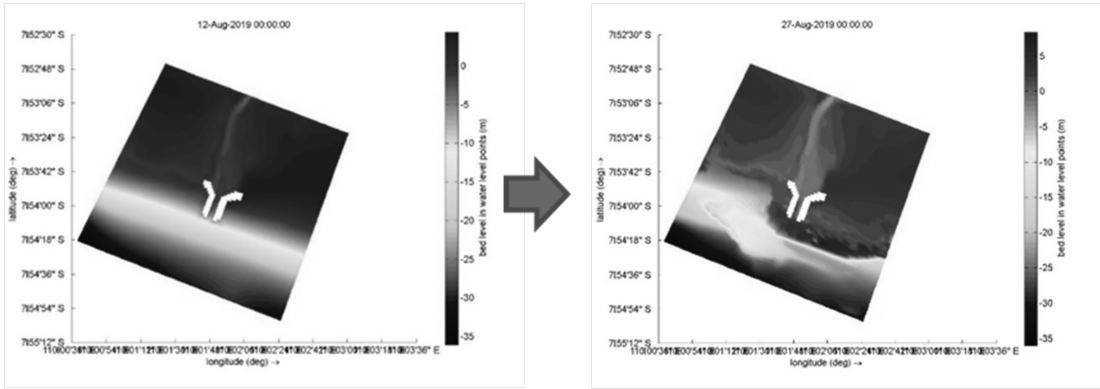 12-Aug-2019 00:00:00
7°52'30" S
7°52'48" S
7°53'06" S
7°53'24" S
7°53'42" S
7°54'00" S
7°54'18" S
7°54'36" S
7°54'54" S
7°55'12" S
latitude (deg) →
longitude (deg) →
0
-5
-10
-15
-20
-25
-30
-35
bed level in water level points (m)
27-Aug-2019 00:00:00
7°52'30" S
7°52'48" S
7°53'06" S
7°53'24" S
7°53'42" S
7°54'00" S
7°54'18" S
7°54'36" S
7°54'54" S
7°55'12" S
latitude (deg) →
longitude (deg) →
5
0
-5
-10
-15
-20
-25
-30
-35
bed level in water level points (m)